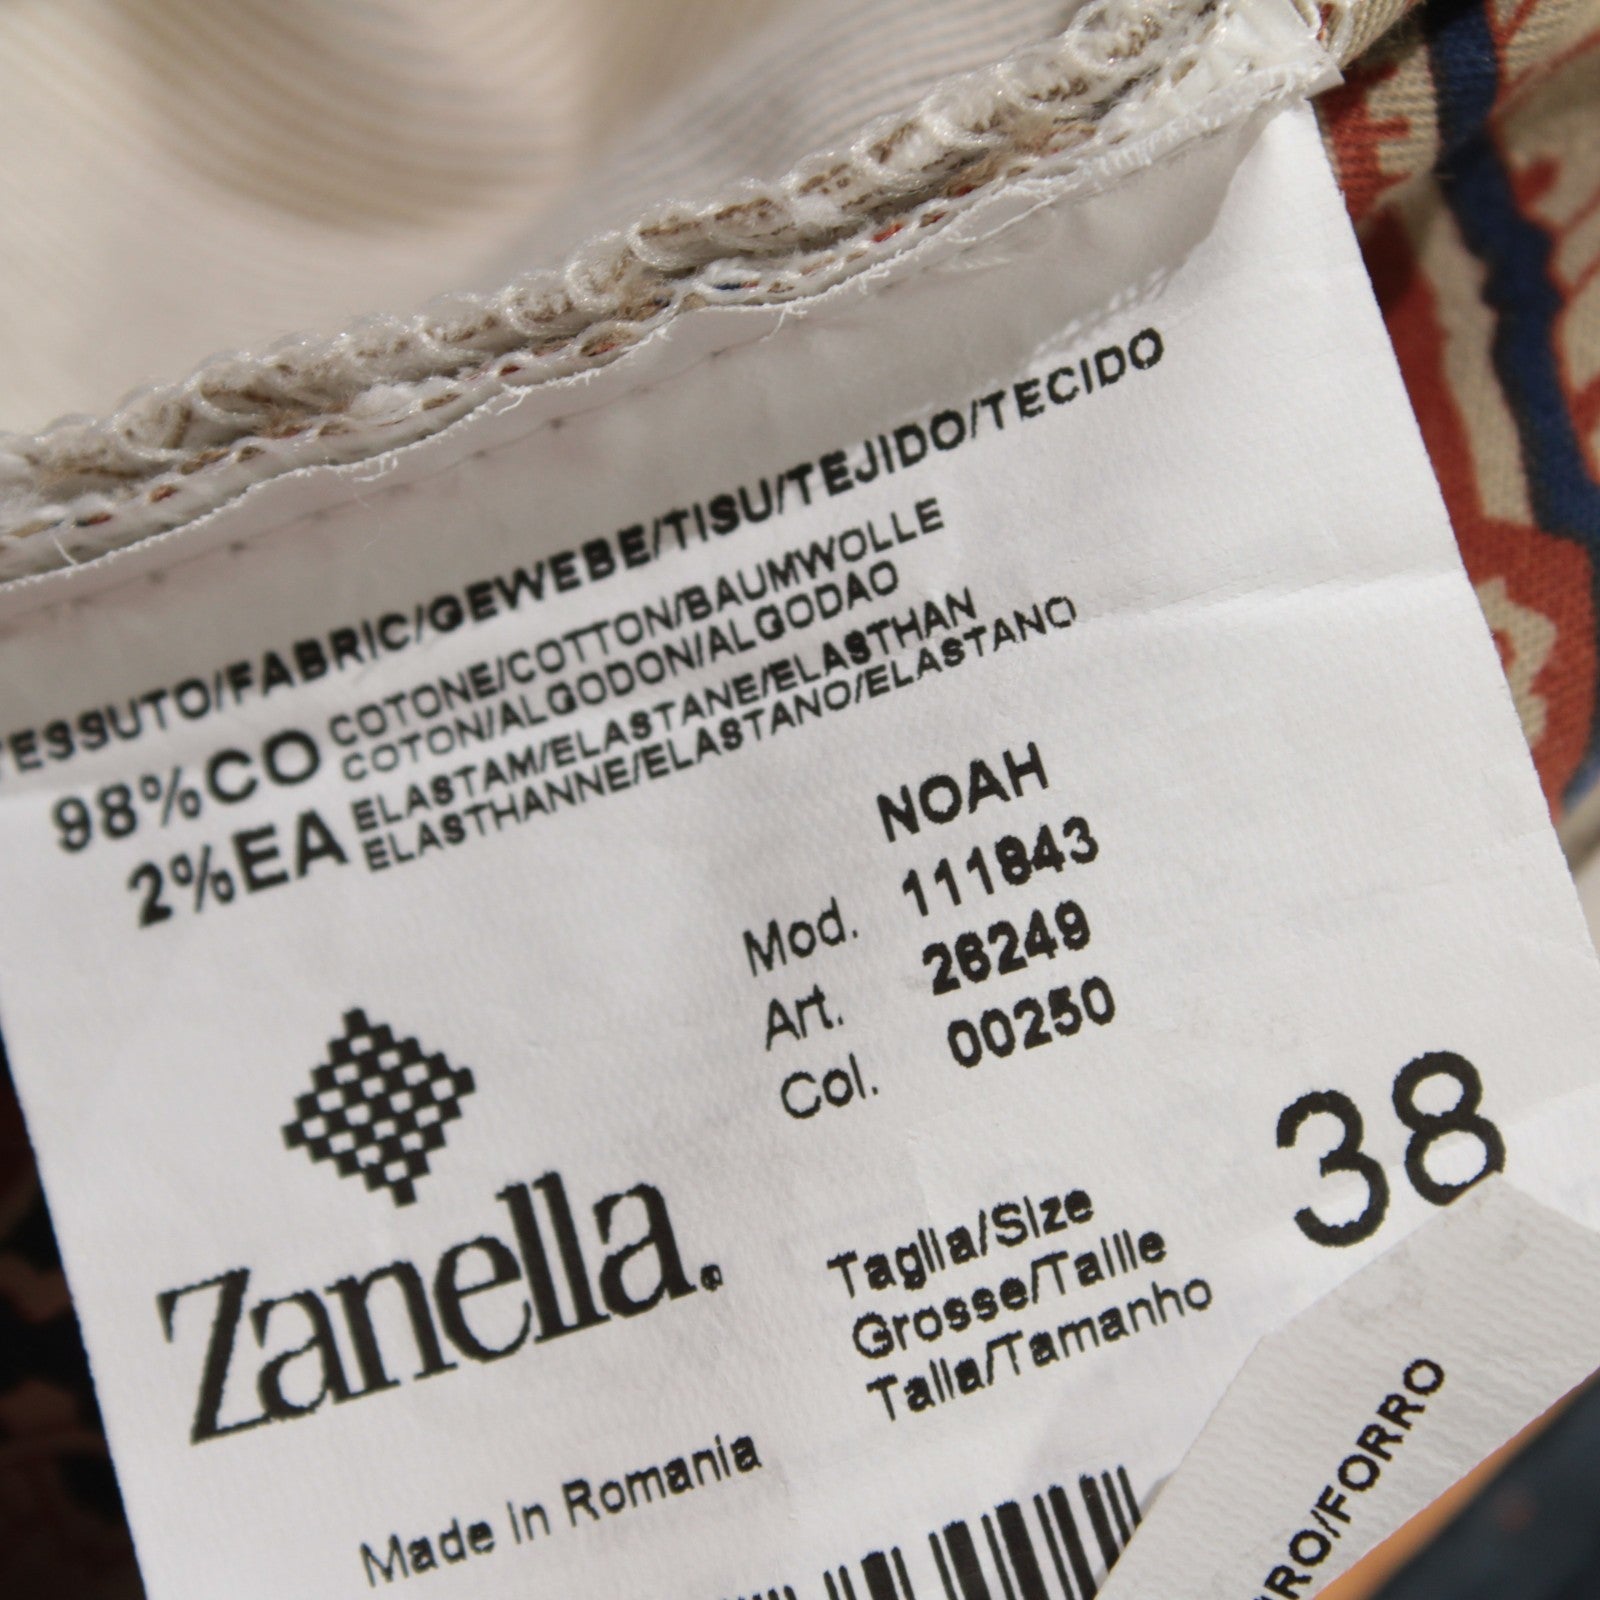 TESSUTO/FABRIC/GEWEBE/TISU/TEJIDO/TECIDO
98%CO COTONE/COTTON/BAUMWOLLE
COTON/ALGODON/ALGODAO
2%EA ELASTAM/ELASTANE/ELASTHAN
ELASTHANNE/ELASTANO/ELASTANO
NOAH
Mod. 111843
Art. 26249
Col. 00250
Zanella.
Taglia/Size
Grosse/Taille
Talla/Tamanho
38
Made in Romania
RO/FORRO